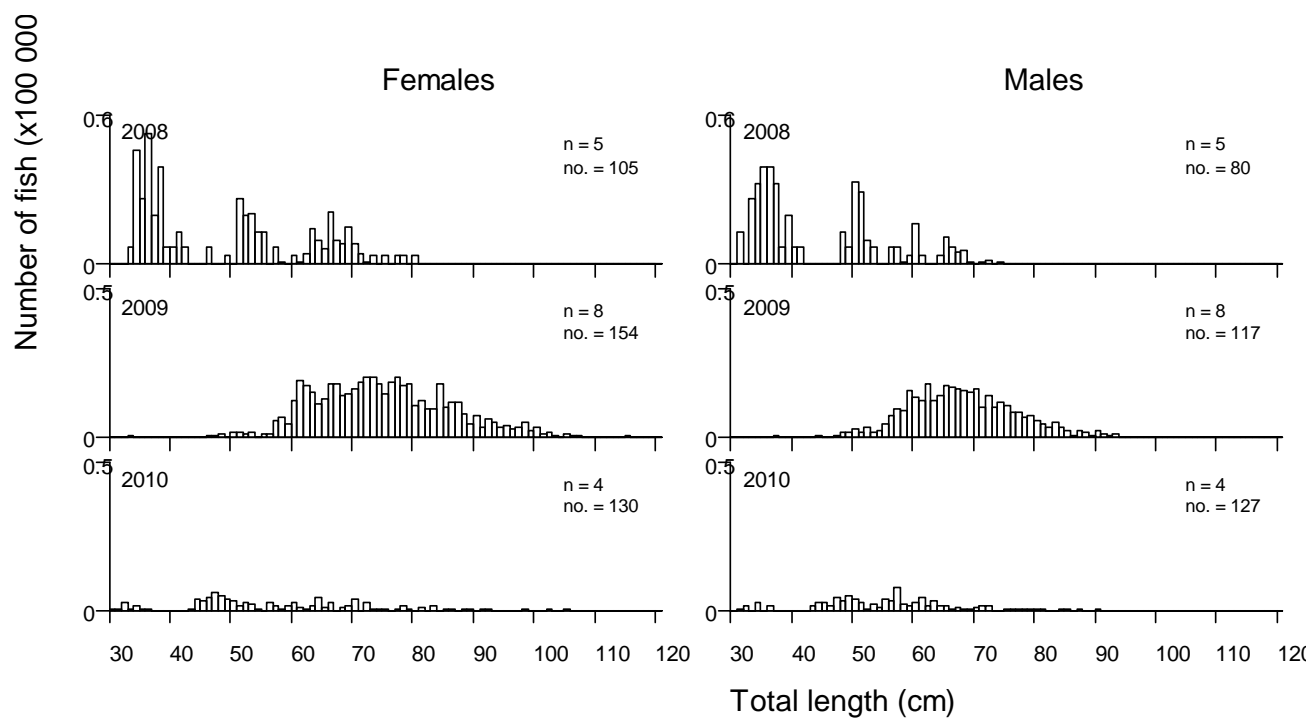 Number of fish (x100 000
Females
Males
0.6
2008
n = 5
no. = 105
0
0.6
2008
n = 5
no. = 80
0
0.5
2009
n = 8
no. = 154
0
0.5
2009
n = 8
no. = 117
0
0.5
2010
n = 4
no. = 130
0
0.5
2010
n = 4
no. = 127
0
30 40 50 60 70 80 90 100 110 120
30 40 50 60 70 80 90 100 110 120
Total length (cm)